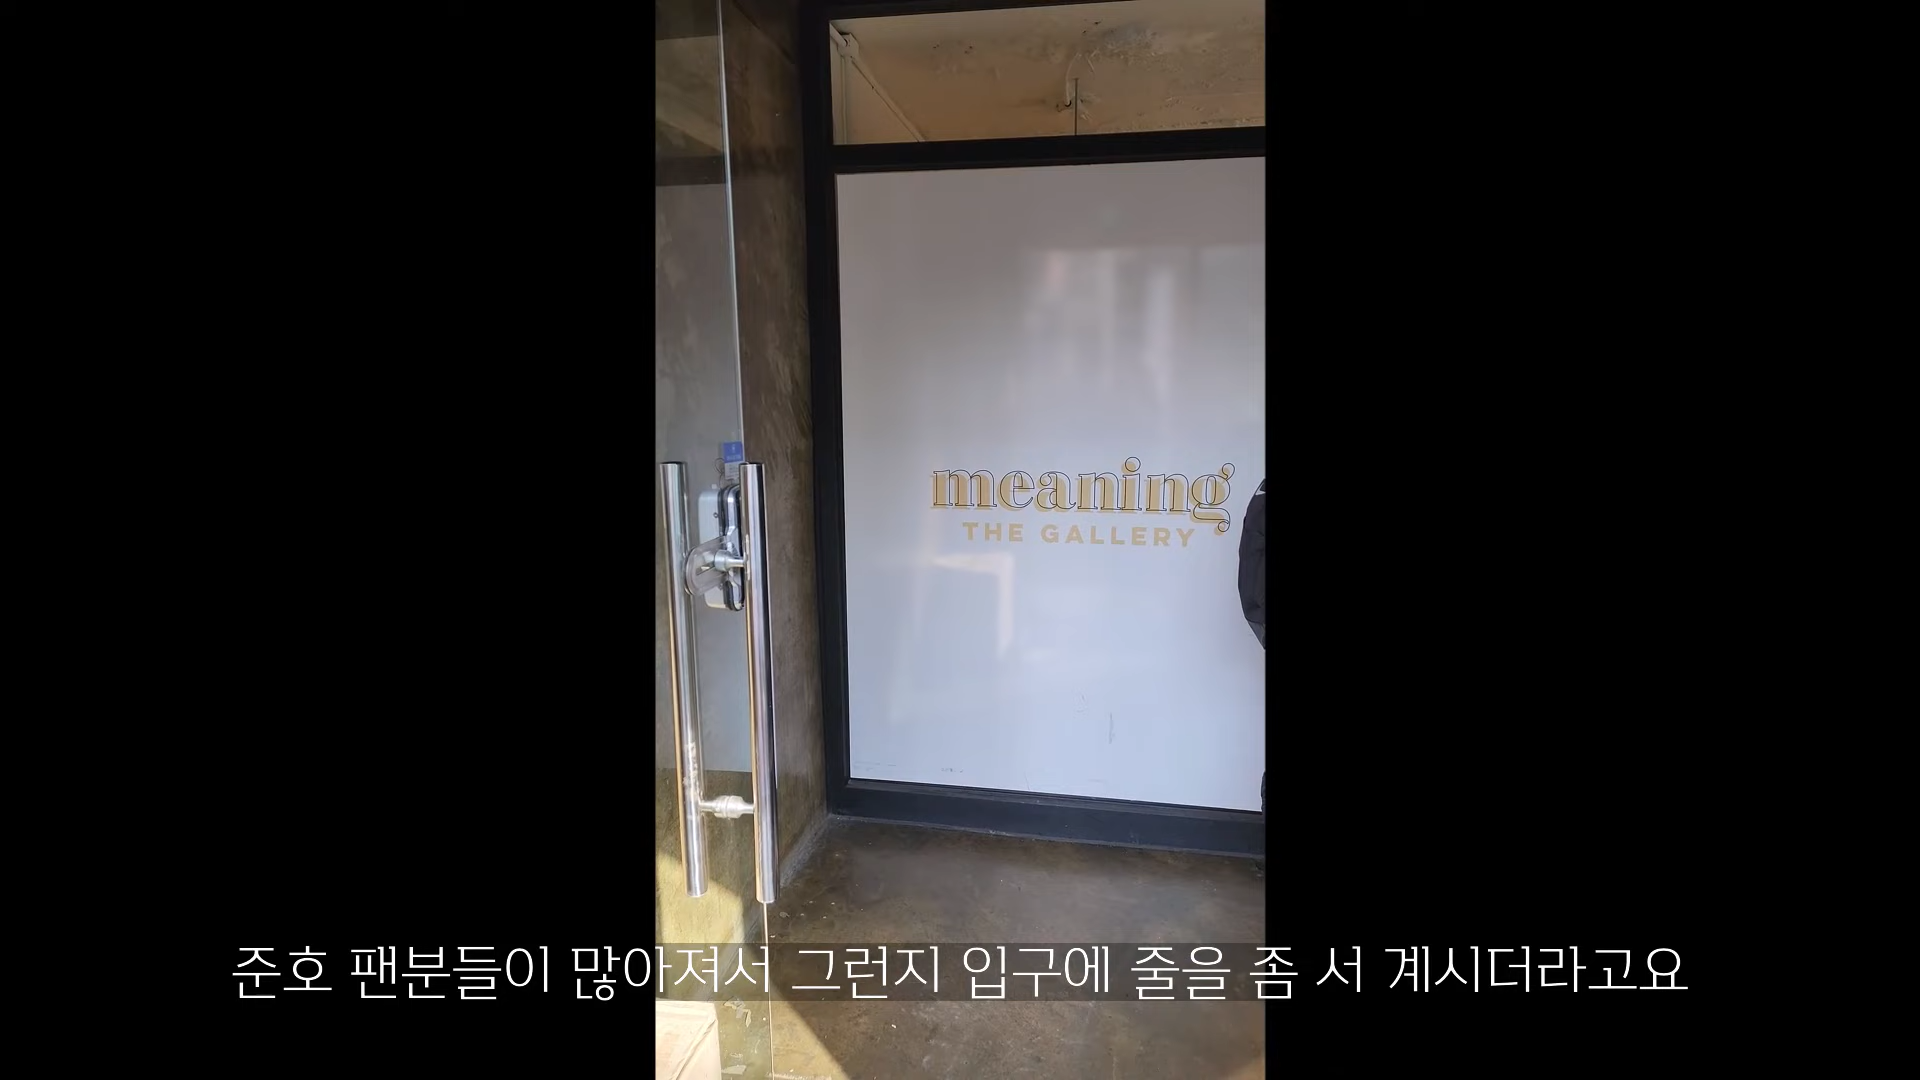 meaning
THE GALLERY
준호 팬분들이 많아져서 그런지 입구에 줄을 좀 서 계시더라고요